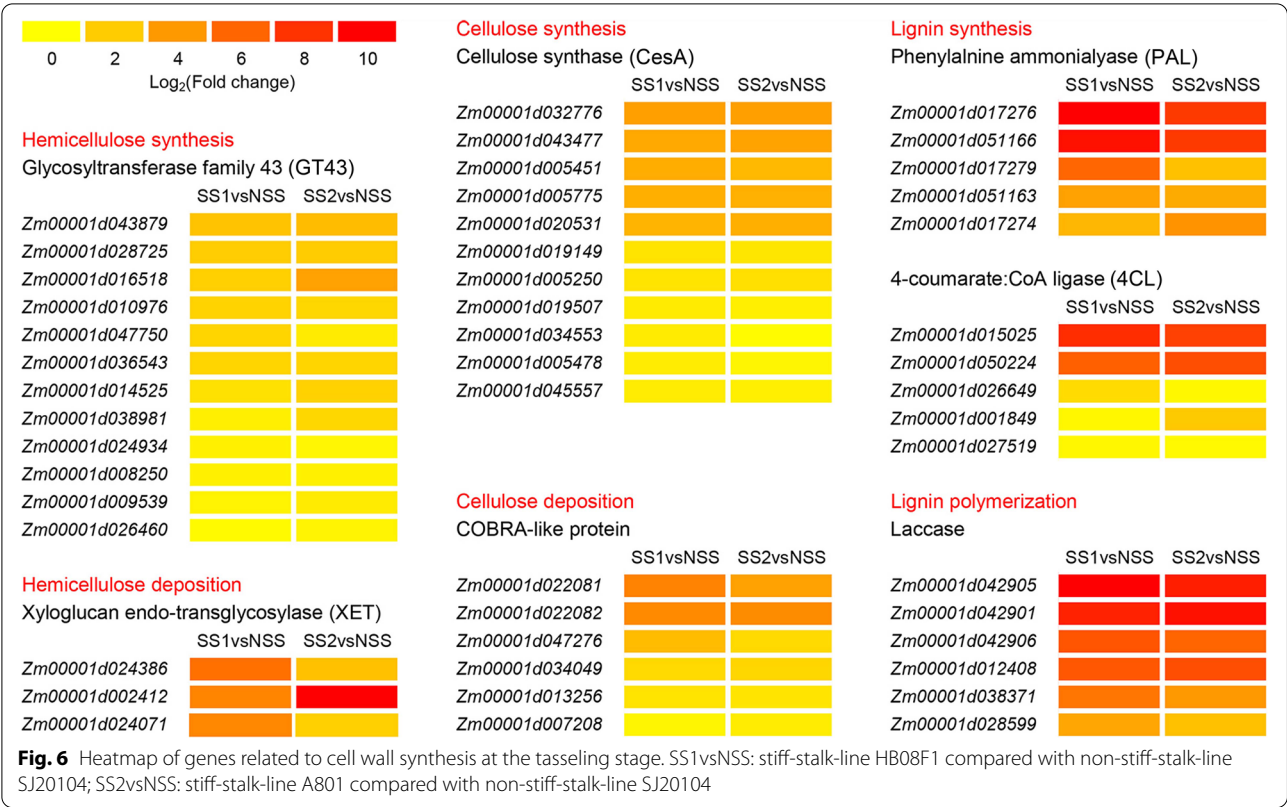 0 2 4 6 8 10
Log2(Fold change)
Hemicellulose synthesis
Glycosyltransferase family 43 (GT43)
SS1vsNSS SS2vsNSS
Zm00001d043879
Zm00001d028725
Zm00001d016518
Zm00001d010976
Zm00001d047750
Zm00001d036543
Zm00001d014525
Zm00001d038981
Zm00001d024934
Zm00001d008250
Zm00001d009539
Zm00001d026460
Hemicellulose deposition
Xyloglucan endo-transglycosylase (XET)
SS1vsNSS SS2vsNSS
Zm00001d024386
Zm00001d002412
Zm00001d024071
Cellulose synthesis
Cellulose synthase (CesA)
SS1vsNSS SS2vsNSS
Zm00001d032776
Zm00001d043477
Zm00001d005451
Zm00001d005775
Zm00001d020531
Zm00001d019149
Zm00001d005250
Zm00001d019507
Zm00001d034553
Zm00001d005478
Zm00001d045557
Cellulose deposition
COBRA-like protein
SS1vsNSS SS2vsNSS
Zm00001d022081
Zm00001d022082
Zm00001d047276
Zm00001d034049
Zm00001d013256
Zm00001d007208
Lignin synthesis
Phenylalnine ammonialyase (PAL)
SS1vsNSS SS2vsNSS
Zm00001d017276
Zm00001d051166
Zm00001d017279
Zm00001d051163
Zm00001d017274
4-coumarate:CoA ligase (4CL)
SS1vsNSS SS2vsNSS
Zm00001d015025
Zm00001d050224
Zm00001d026649
Zm00001d001849
Zm00001d027519
Lignin polymerization
Laccase
SS1vsNSS SS2vsNSS
Zm00001d042905
Zm00001d042901
Zm00001d042906
Zm00001d012408
Zm00001d038371
Zm00001d028599
Fig. 6 Heatmap of genes related to cell wall synthesis at the tasseling stage. SS1vsNSS: stiff-stalk-line HB08F1 compared with non-stiff-stalk-line
SJ20104; SS2vsNSS: stiff-stalk-line A801 compared with non-stiff-stalk-line SJ20104